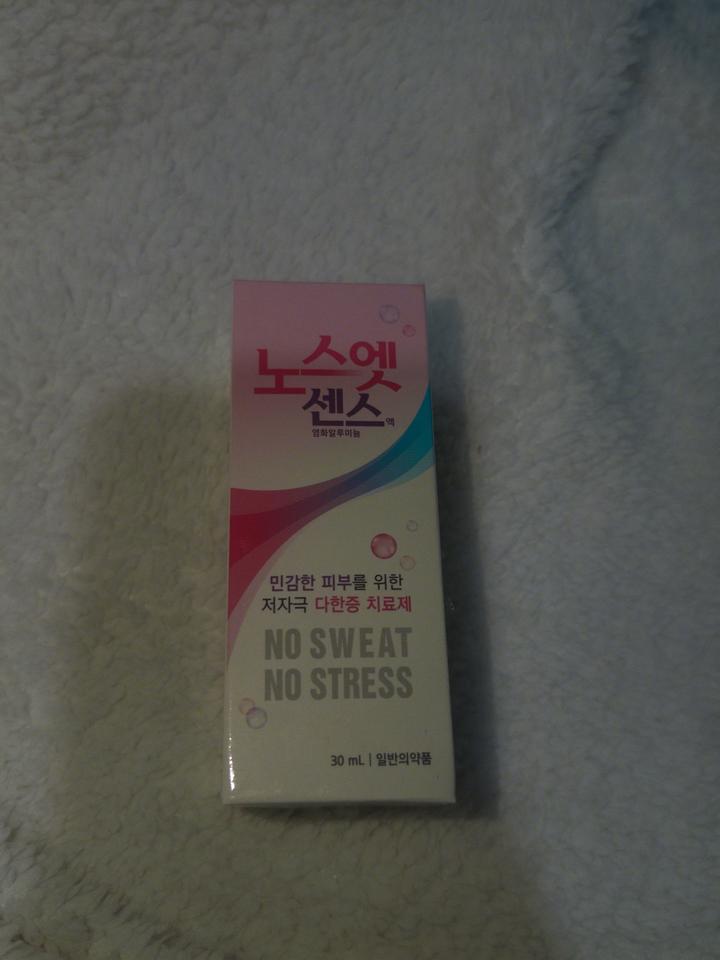 노스엣
센스액
염화알루미늄
민감한 피부를 위한
저자극 다한증 치료제
NO SWEAT
NO STRESS
30 mL | 일반의약품